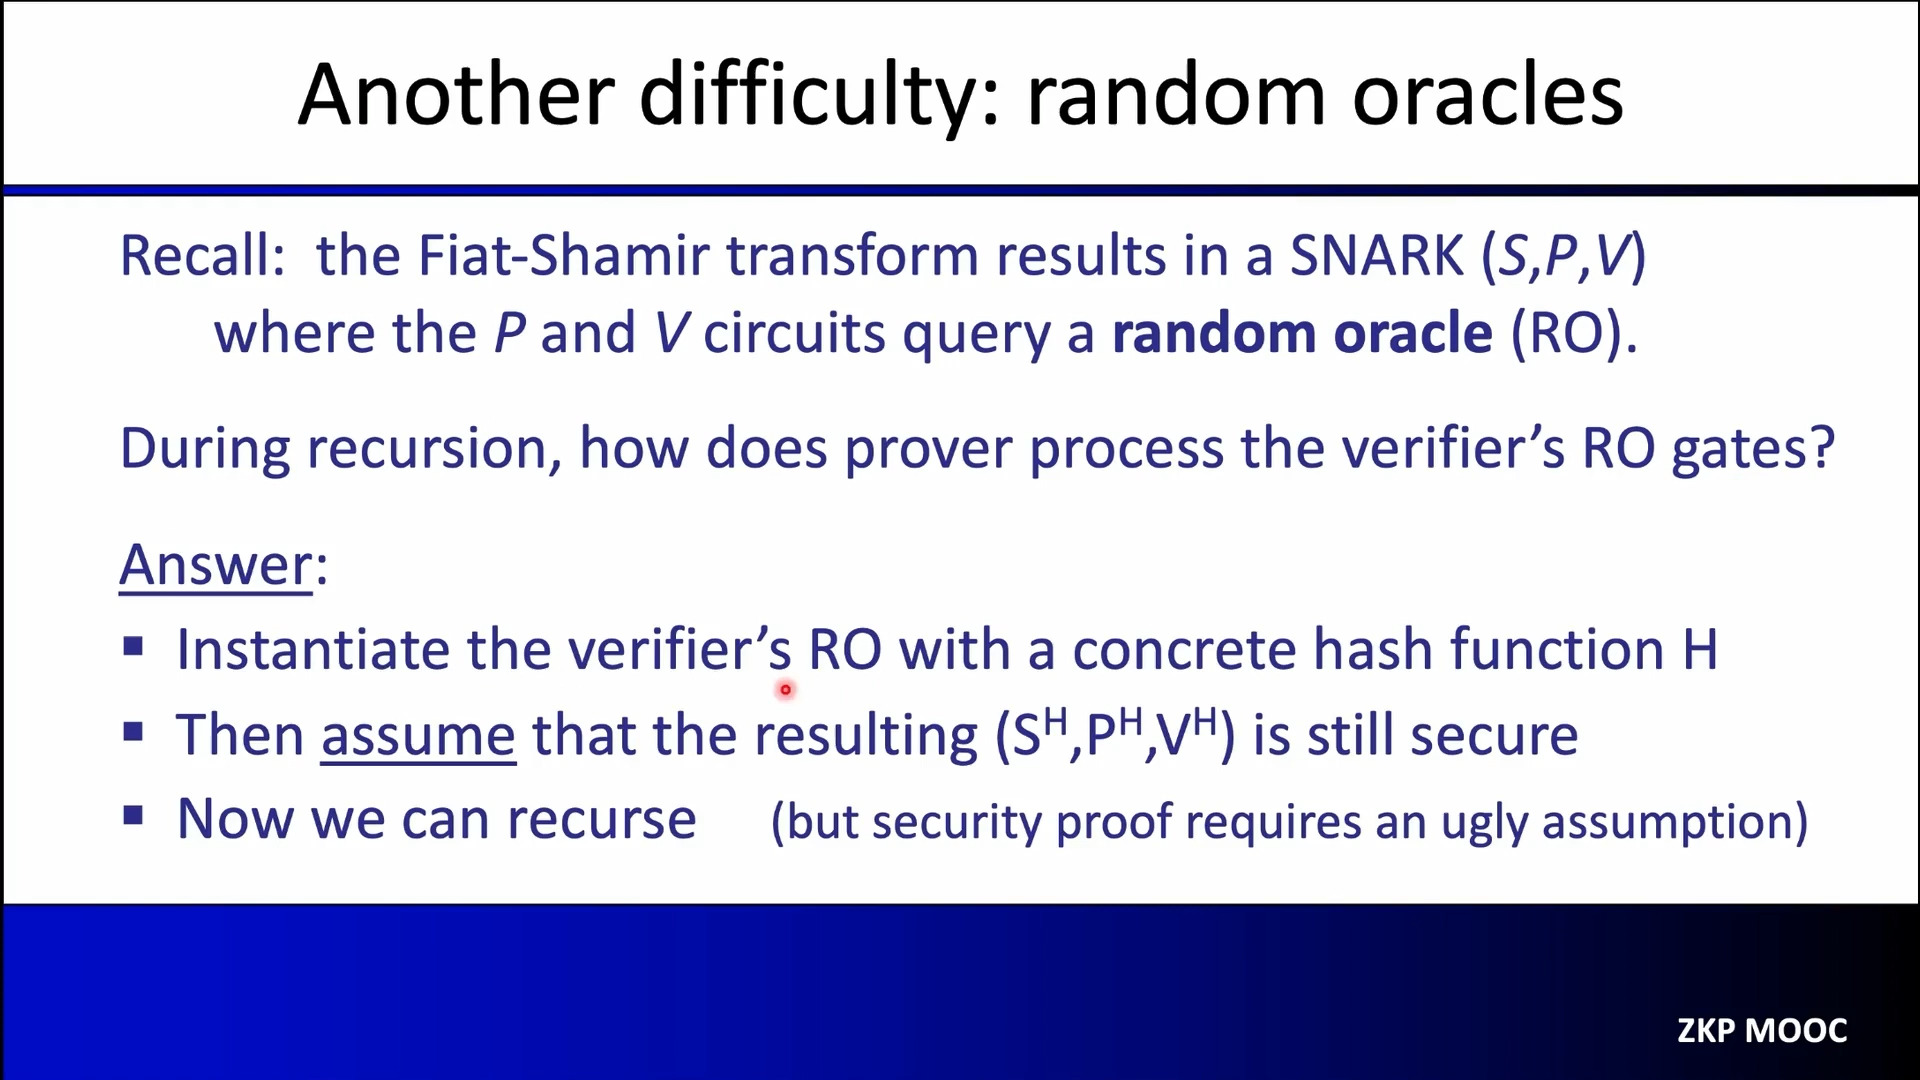 Another difficulty: random oracles
Recall: the Fiat-Shamir transform results in a SNARK (S,P,V)
where the P and V circuits query a random oracle (RO).
During recursion, how does prover process the verifier’s RO gates?
Answer:
▪ Instantiate the verifier’s RO with a concrete hash function H
▪ Then assume that the resulting (Sᴴ,Pᴴ,Vᴴ) is still secure
▪ Now we can recurse (but security proof requires an ugly assumption)
ZKP MOOC